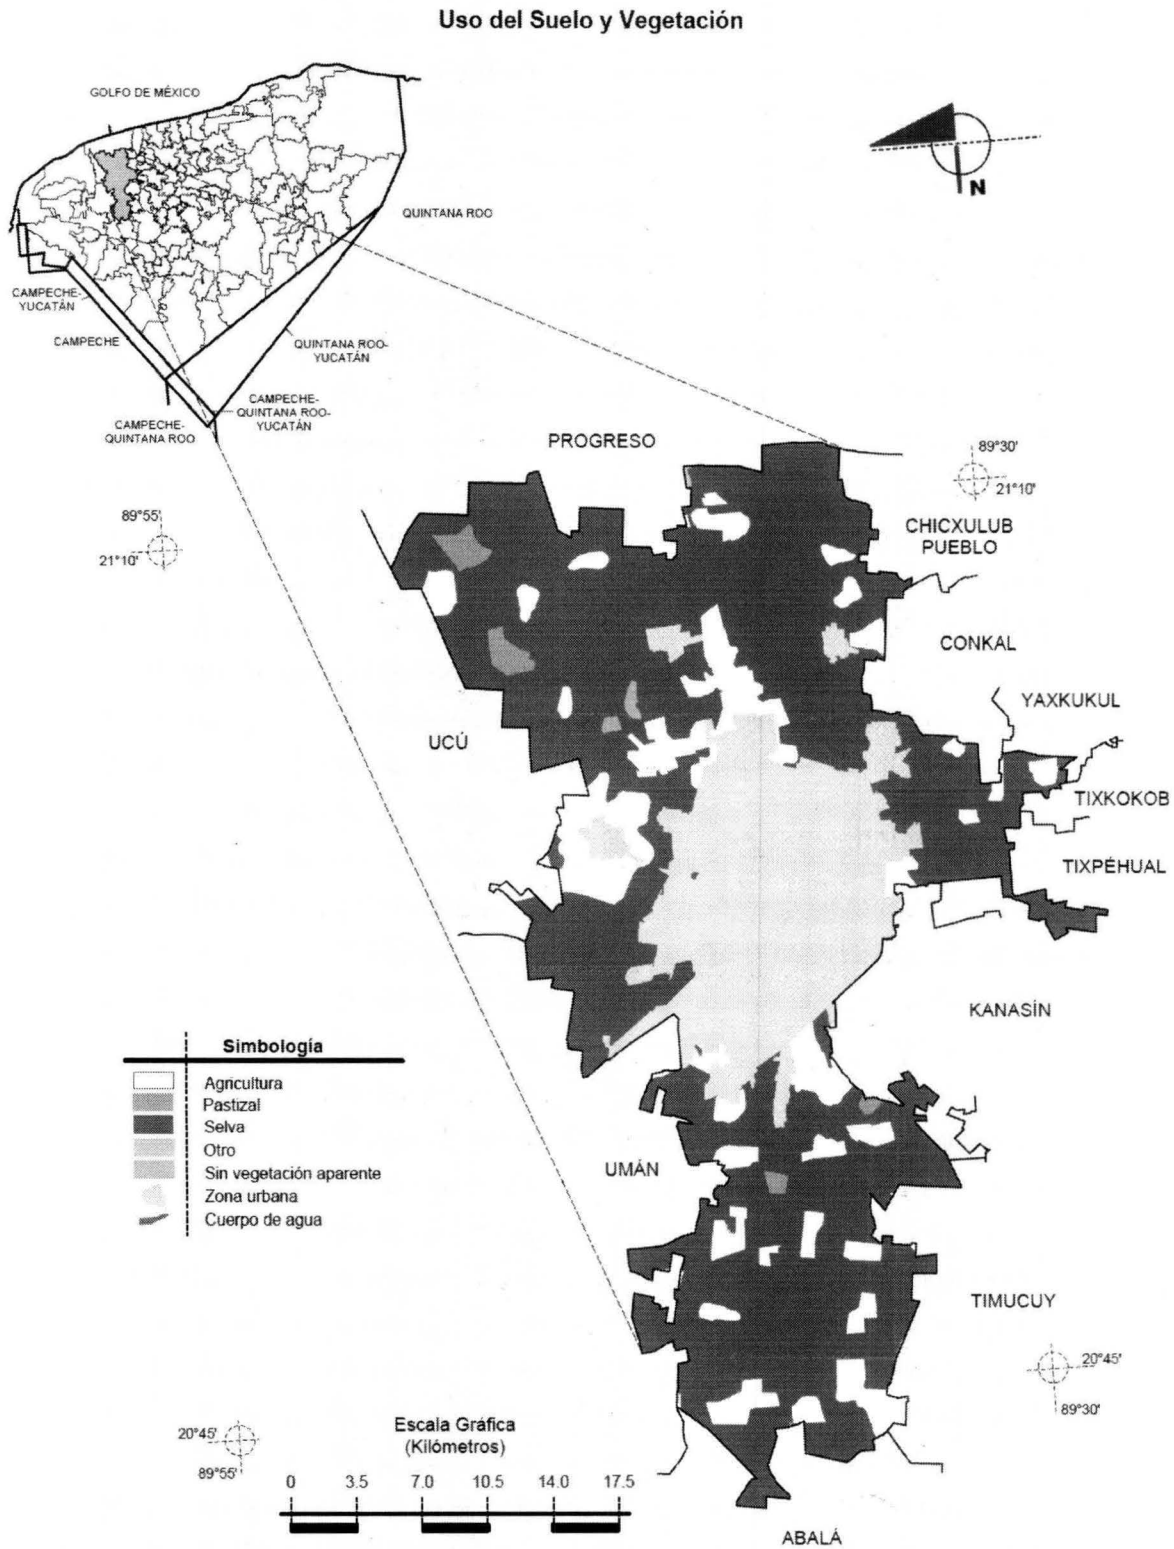 Uso del Suelo y Vegetación
GOLFO DE MÉXICO
N
QUINTANA ROO
CAMPECHE-
YUCATÁN
CAMPECHE
QUINTANA ROO-
YUCATÁN
CAMPECHE-
QUINTANA ROO-
YUCATÁN
CAMPECHE-
QUINTANA ROO
PROGRESO
89°30'
21°10'
89°55'
21°10'
CHICXULUB
PUEBLO
CONKAL
YAXKUKUL
UCÚ
TIXKOKOB
TIXPÉHUAL
KANASÍN
Simbología
Agricultura
Pastizal
Selva
Otro
Sin vegetación aparente
Zona urbana
Cuerpo de agua
UMÁN
TIMUCUY
20°45'
89°30'
20°45'
89°55'
Escala Gráfica
(Kilómetros)
0 3.5 7.0 10.5 14.0 17.5
ABALÁ